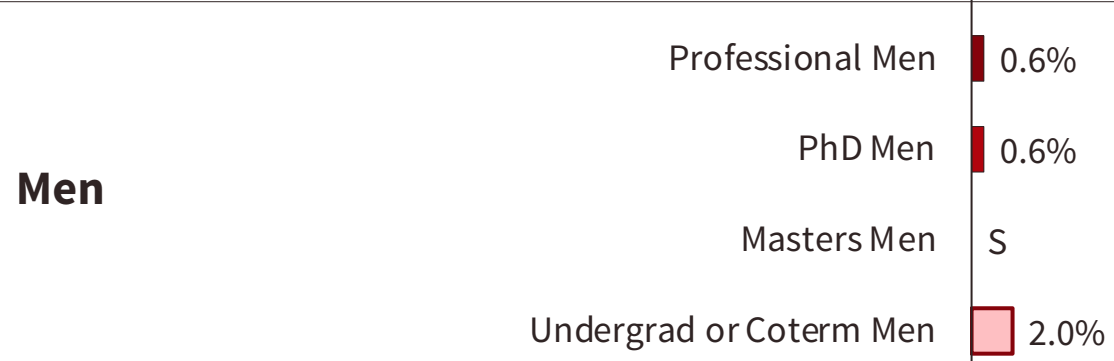 Professional Men 0.6%
PhD Men 0.6%
Men
Masters Men S
Undergrad or Coterm Men 2.0%